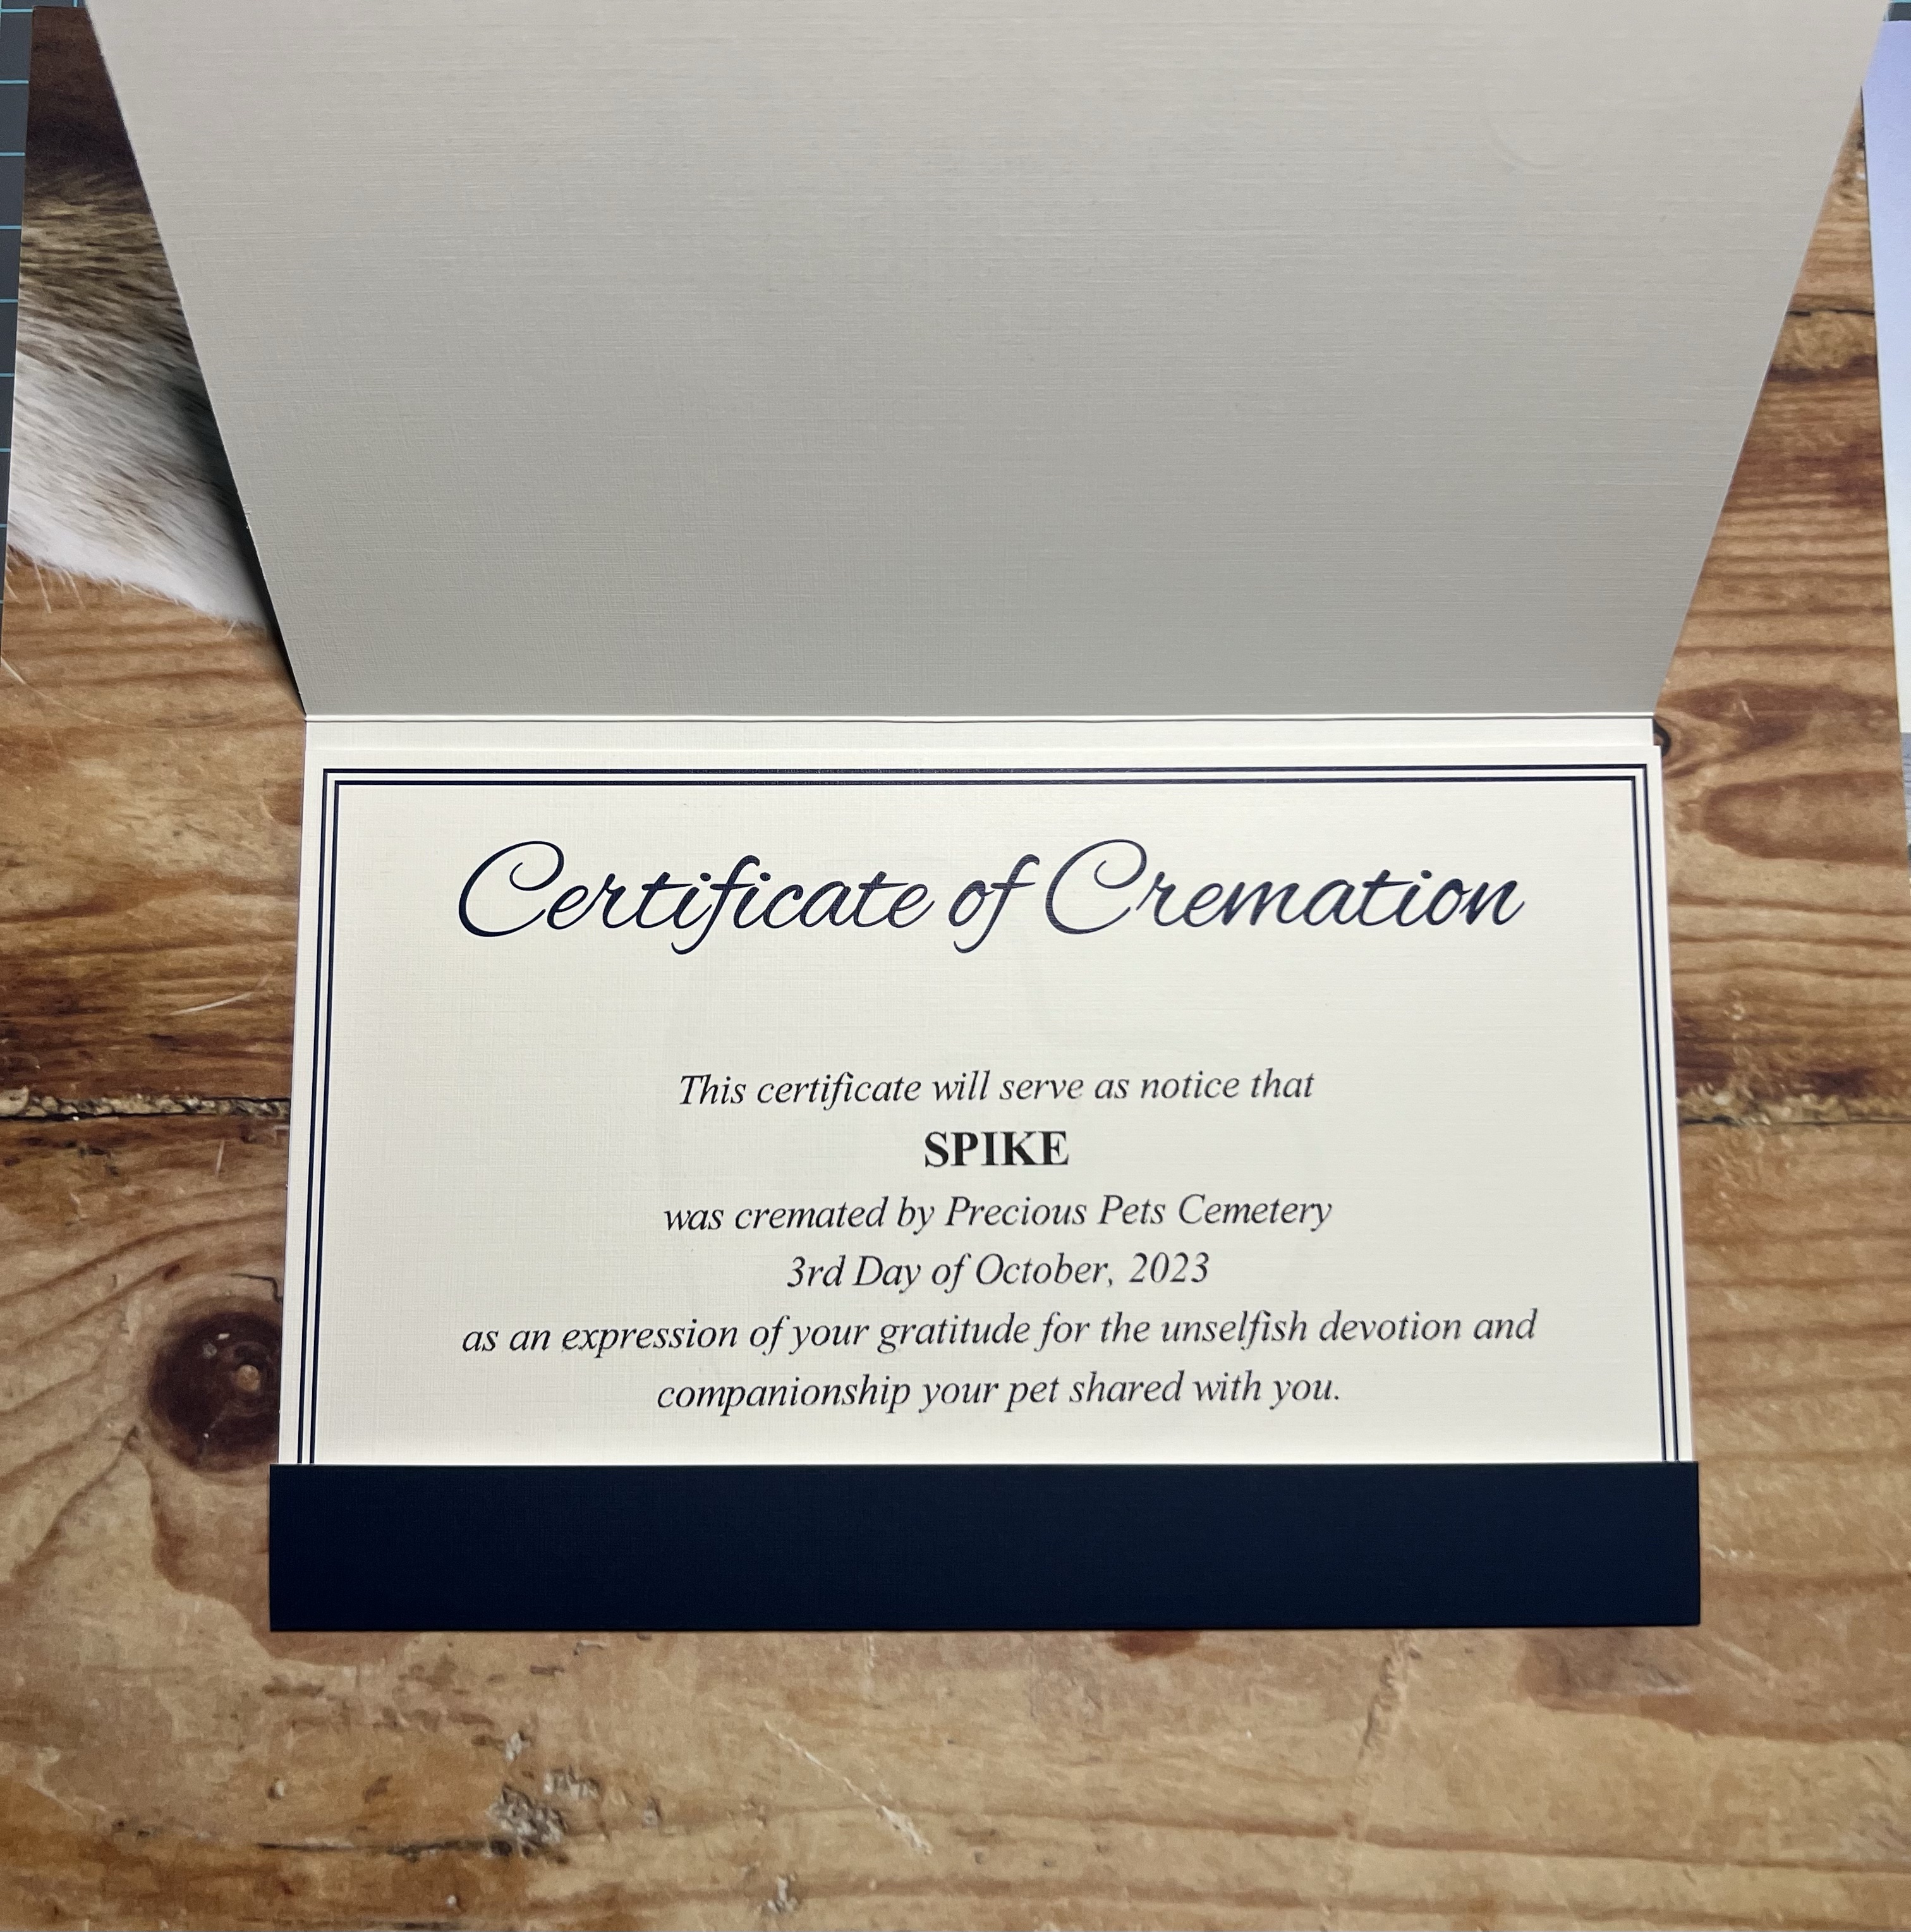 Certificate of Cremation
This certificate will serve as notice that
SPIKE
was cremated by Precious Pets Cemetery
3rd Day of October, 2023
as an expression of your gratitude for the unselfish devotion and
companionship your pet shared with you.